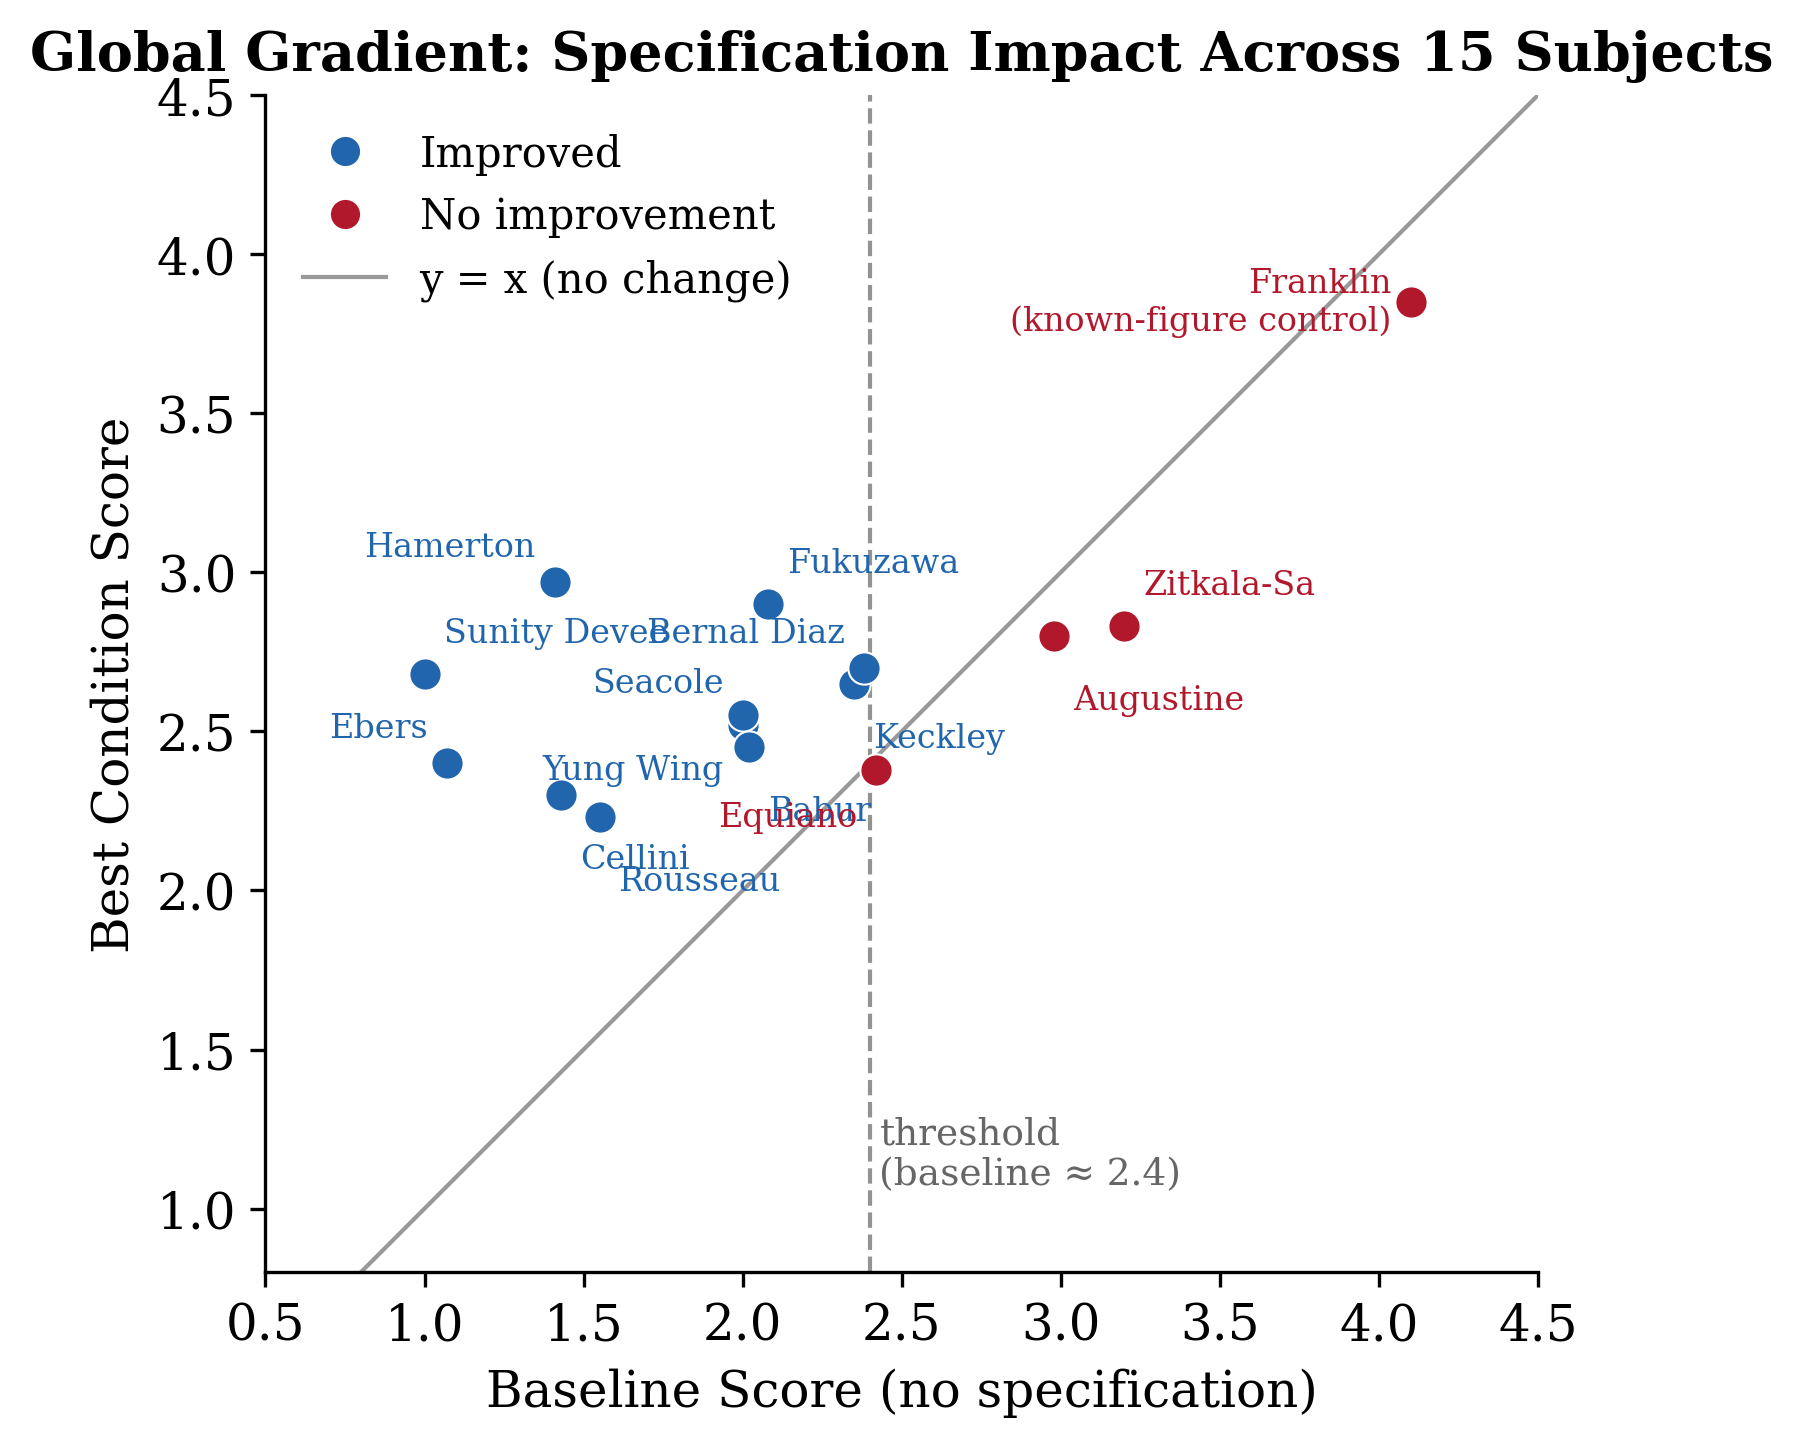 Global Gradient: Specification Impact Across 15 Subjects
4.5
4.0
3.5
3.0
2.5
2.0
1.5
1.0
Best Condition Score
Improved
No improvement
y = x (no change)
Franklin
(known-figure control)
Hamerton
Fukuzawa
Zitkala-Sa
Sunity Devee
Bernal Diaz
Seacole
Augustine
Ebers
Keckley
Yung Wing
Babur
Equiano
Cellini
Rousseau
threshold
(baseline ≈ 2.4)
0.5 1.0 1.5 2.0 2.5 3.0 3.5 4.0 4.5
Baseline Score (no specification)